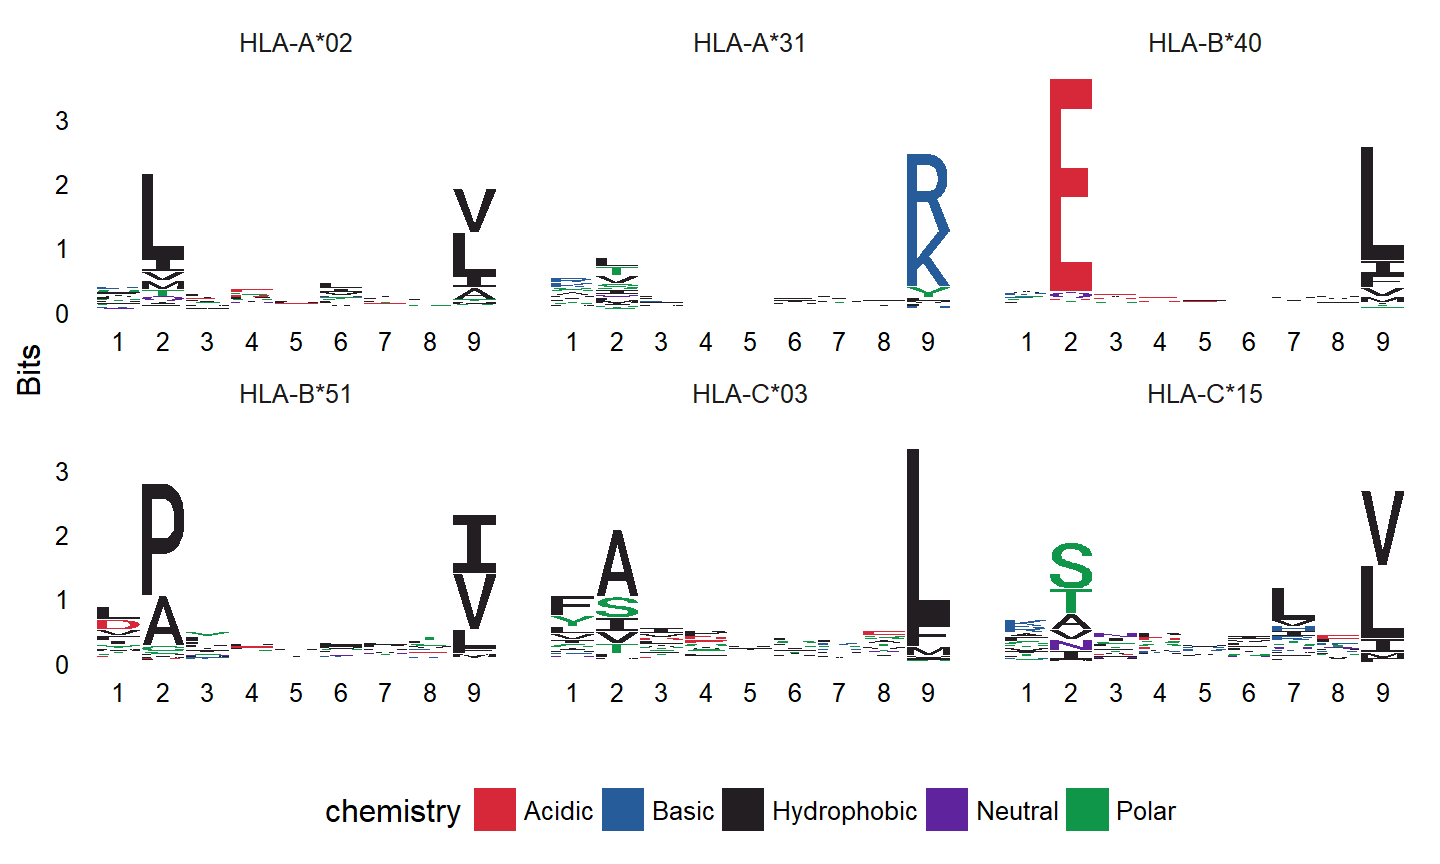 HLA-A*02 HLA-A*31 HLA-B*40
3
2
1
0
L V L R K E L
1 2 3 4 5 6 7 8 9 1 2 3 4 5 6 7 8 9 1 2 3 4 5 6 7 8 9
Bits
HLA-B*51 HLA-C*03 HLA-C*15
3
2
1
0
P A I V L F A S L S T A V L
1 2 3 4 5 6 7 8 9 1 2 3 4 5 6 7 8 9 1 2 3 4 5 6 7 8 9
chemistry Acidic Basic Hydrophobic Neutral Polar